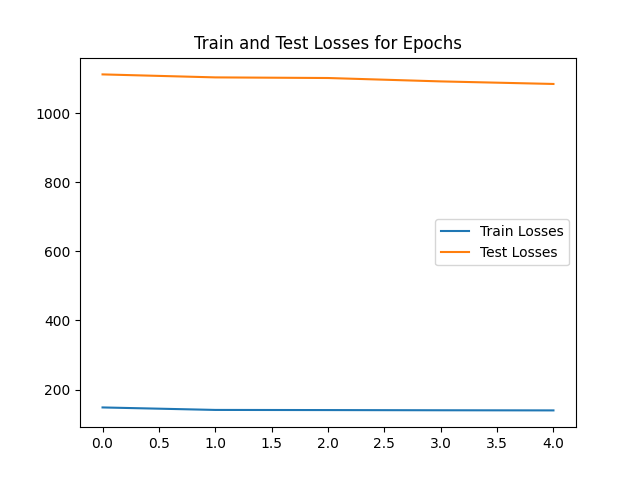 Train and Test Losses for Epochs
1000
800
600
400
200
Train Losses
Test Losses
0.0 0.5 1.0 1.5 2.0 2.5 3.0 3.5 4.0